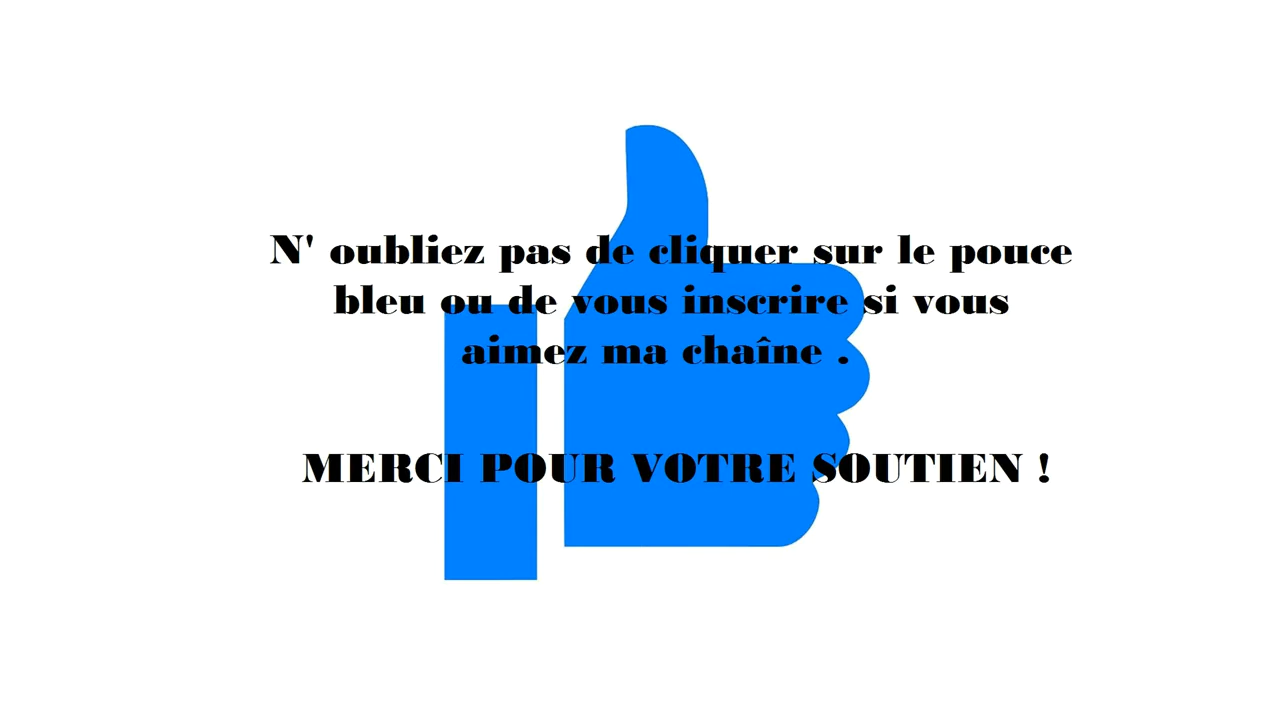 N' oubliez pas de cliquer sur le pouce
bleu ou de vous inscrire si vous
aimez ma chaîne .
MERCI POUR VOTRE SOUTIEN !